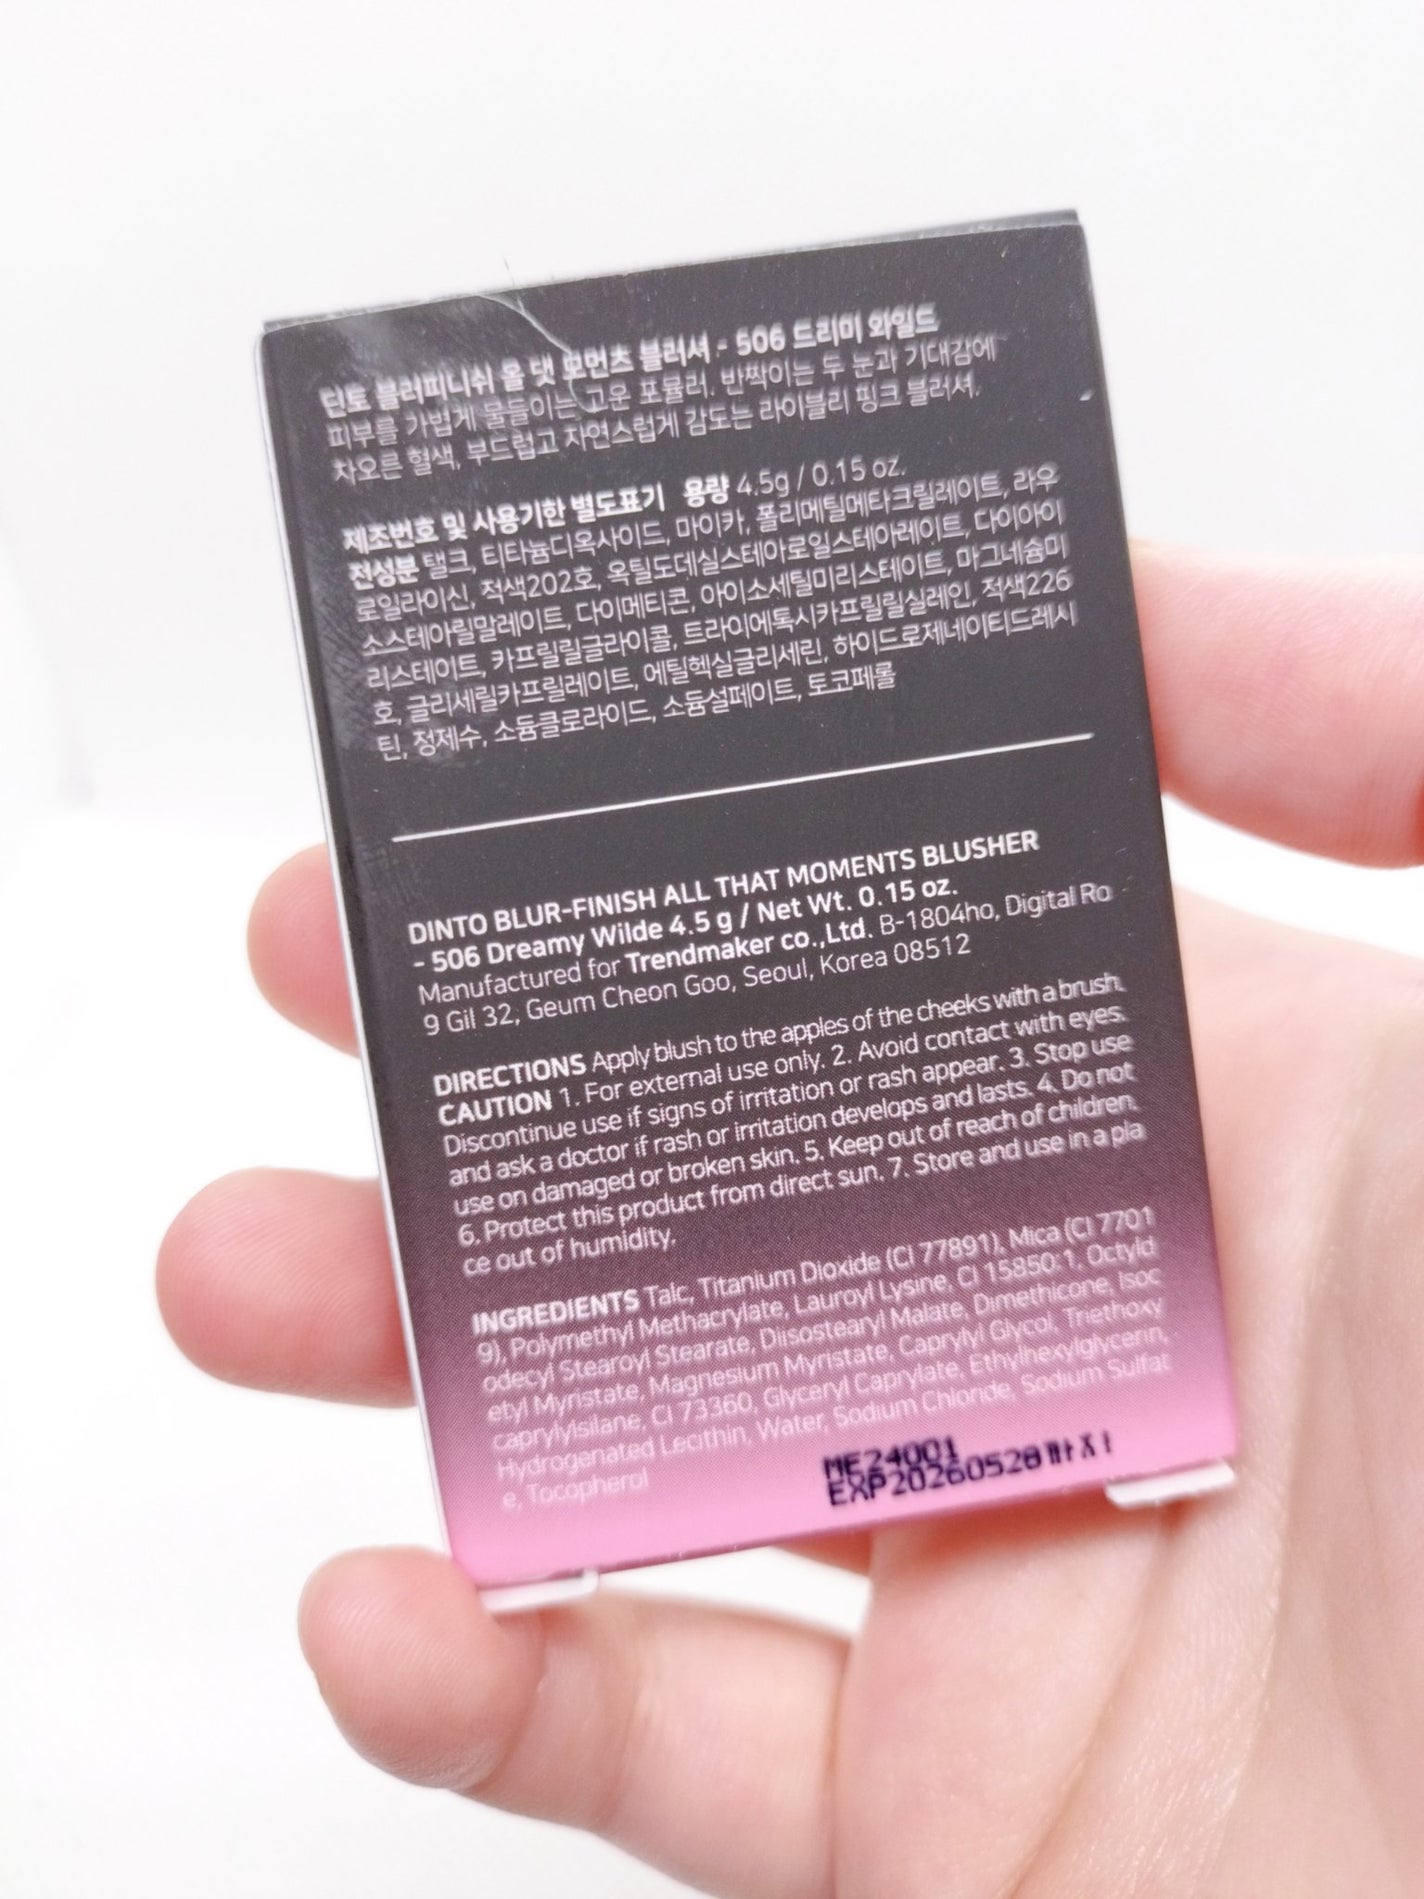 딘토 블러피니쉬 올 댓 모먼츠 블러셔 - 506 드리미 와일드
피부를 가볍게 물들이는 고운 포뮬러. 반짝이는 두 눈과 기대감에
차오른 혈색, 부드럽고 자연스럽게 감도는 라이블리 핑크 블러셔.
제조번호 및 사용기한 별도표기 용량 4.5g / 0.15 oz.
전성분 탤크, 티타늄디옥사이드, 마이카, 폴리메틸메타크릴레이트, 라우
로일라이신, 적색202호, 옥틸도데실스테아로일스테아레이트, 다이아이
소스테아릴말레이트, 다이메티콘, 아이소세틸미리스테이트, 마그네슘미
리스테이트, 카프릴릴글라이콜, 트라이에톡시카프릴릴실레인, 적색226
호, 글리세릴카프릴레이트, 에틸헥실글리세린, 하이드로제네이티드레시
틴, 정제수, 소듐클로라이드, 소듐설페이트, 토코페롤
DINTO BLUR-FINISH ALL THAT MOMENTS BLUSHER
- 506 Dreamy Wilde 4.5 g / Net Wt. 0.15 oz.
Manufactured for Trendmaker co.,Ltd. B-1804ho, Digital Ro
9 Gil 32, Geum Cheon Goo, Seoul, Korea 08512
DIRECTIONS Apply blush to the apples of the cheeks with a brush.
CAUTION 1. For external use only. 2. Avoid contact with eyes.
Discontinue use if signs of irritation or rash appear. 3. Stop use
and ask a doctor if rash or irritation develops and lasts. 4. Do not
use on damaged or broken skin. 5. Keep out of reach of children.
6. Protect this product from direct sun. 7. Store and use in a pla
ce out of humidity.
INGREDIENTS Talc, Titanium Dioxide (CI 77891), Mica (CI 7701
9), Polymethyl Methacrylate, Lauroyl Lysine, CI 15850:1, Octyld
odecyl Stearoyl Stearate, Diisostearyl Malate, Dimethicone, Isoc
etyl Myristate, Magnesium Myristate, Caprylyl Glycol, Triethoxy
caprylylsilane, CI 73360, Glyceryl Caprylate, Ethylhexylglycerin,
Hydrogenated Lecithin, Water, Sodium Chloride, Sodium Sulfat
e, Tocopherol
ME24001
EXP20260528까지